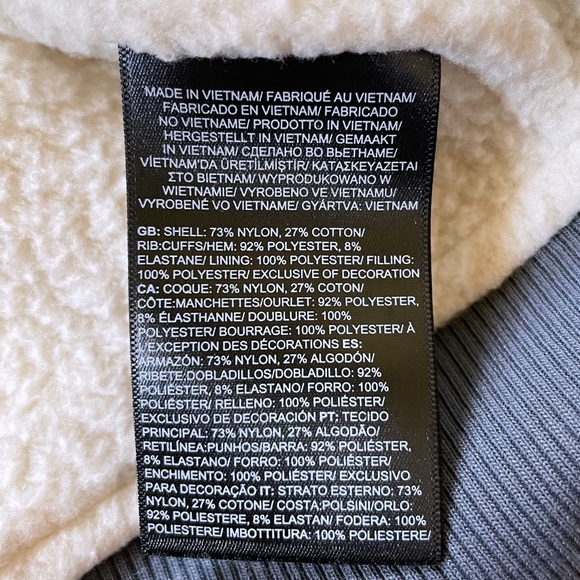 MADE IN VIETNAM/ FABRIQUÉ AU VIETNAM/
FABRICADO EN VIETNAM/ FABRICADO
NO VIETNAME/ PRODOTTO IN VIETNAM/
HERGESTELLT IN VIETNAM/ GEMAAKT
IN VIETNAM/ СДЕЛАНО ВО ВЬЕТНАМЕ/
VİETNAM'DA ÜRETİLMİŞTİR/ ΚΑΤΑΣΚΕΥΑΖΕΤΑΙ
ΣΤΟ ΒΙΕΤΝΑΜ/ WYPRODUKOWANO W
WIETNAMIE/ VYROBENO VE VIETNAMU/
VYROBENÉ VO VIETNAME/ GYÁRTVA: VIETNAM
GB: SHELL: 73% NYLON, 27% COTTON/
RIB:CUFFS/HEM: 92% POLYESTER, 8%
ELASTANE/ LINING: 100% POLYESTER/ FILLING:
100% POLYESTER/ EXCLUSIVE OF DECORATION
CA: COQUE: 73% NYLON, 27% COTON/
CÔTE:MANCHETTES/OURLET: 92% POLYESTER,
8% ÉLASTHANNE/ DOUBLURE: 100%
POLYESTER/ BOURRAGE: 100% POLYESTER/ À
L'EXCEPTION DES DÉCORATIONS ES:
ARMAZÓN: 73% NYLON, 27% ALGODÓN/
RIBETE:DOBLADILLOS/DOBLADILLO: 92%
POLIÉSTER, 8% ELASTANO/ FORRO: 100%
POLIÉSTER/ RELLENO: 100% POLIÉSTER/
EXCLUSIVO DE DECORACIÓN PT: TECIDO
PRINCIPAL: 73% NYLON, 27% ALGODÃO/
RETILÍNEA:PUNHOS/BARRA: 92% POLIÉSTER,
8% ELASTANO/ FORRO: 100% POLIÉSTER/
ENCHIMENTO: 100% POLIÉSTER/ EXCLUSIVO
PARA DECORAÇÃO IT: STRATO ESTERNO: 73%
NYLON, 27% COTONE/ COSTA:POLSINI/ORLO:
92% POLIESTERE, 8% ELASTAN/ FODERA: 100%
POLIESTERE/ IMBOTTITURA: 100% POLIESTERE/